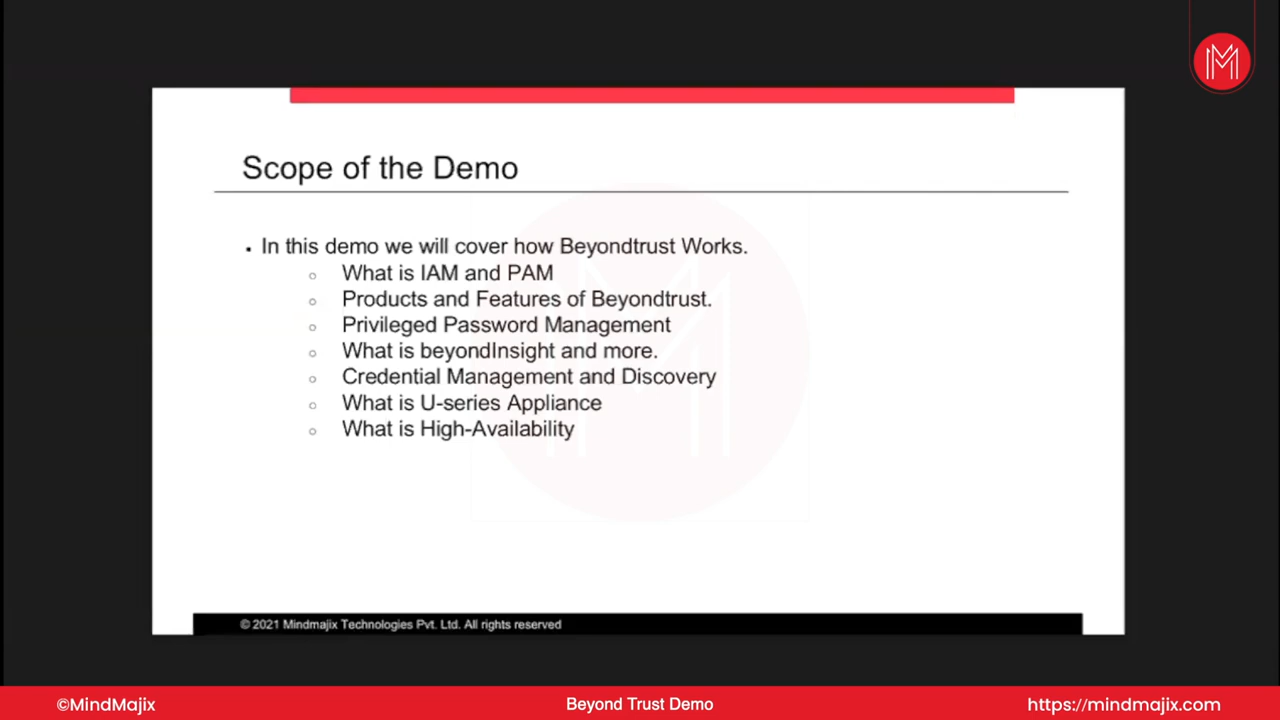 Scope of the Demo
In this demo we will cover how Beyondtrust Works.
What is IAM and PAM
Products and Features of Beyondtrust.
Privileged Password Management
What is beyondInsight and more.
Credential Management and Discovery
What is U-series Appliance
What is High-Availability
© 2021 Mindmajix Technologies Pvt. Ltd. All rights reserved
©MindMajix
Beyond Trust Demo
https://mindmajix.com